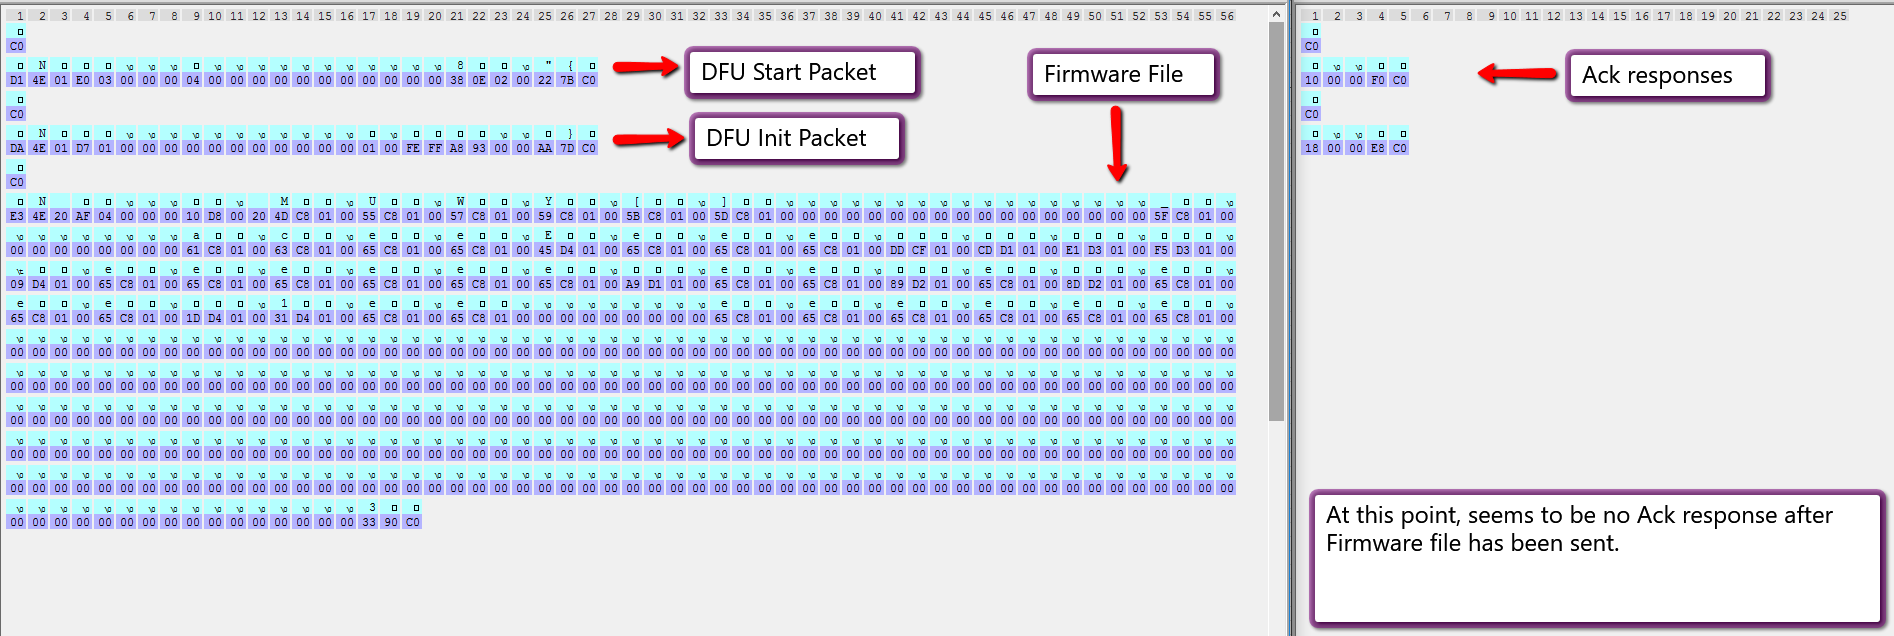 1 2 3 4 5 6 7 8 9 10 11 12 13 14 15 16 17 18 19 20 21 22 23 24 25 26 27 28 29 30 31 32 33 34 35 36 37 38 39 40 41 42 43 44 45 46 47 48 49 50 51 52 53 54 55 56
C0
N 8 " {
D1 4E 01 E0 03 00 00 00 04 00 00 00 00 00 00 00 00 00 00 00 38 0E 02 00 22 7B C0
DFU Start Packet
C0
N }
DA 4E 01 D7 01 00 00 00 00 00 00 00 00 00 00 00 01 00 FE FF A8 93 00 00 AA 7D C0
DFU Init Packet
Firmware File
C0
N M U W Y [ ] _
E3 4E 20 AF 04 00 00 00 10 D8 00 20 4D C8 01 00 55 C8 01 00 57 C8 01 00 59 C8 01 00 5B C8 01 00 5D C8 01 00 00 00 00 00 00 00 00 00 00 00 00 00 00 00 00 00 5F C8 01 00
a c e e E e e e
00 00 00 00 00 00 00 00 61 C8 01 00 63 C8 01 00 65 C8 01 00 65 C8 01 00 45 D4 01 00 65 C8 01 00 65 C8 01 00 65 C8 01 00 DD CF 01 00 CD D1 01 00 E1 D3 01 00 F5 D3 01 00
e e e e e e e e e e
09 D4 01 00 65 C8 01 00 65 C8 01 00 65 C8 01 00 65 C8 01 00 65 C8 01 00 65 C8 01 00 A9 D1 01 00 65 C8 01 00 65 C8 01 00 89 D2 01 00 65 C8 01 00 8D D2 01 00 65 C8 01 00
e e 1 e e e e e e e e
65 C8 01 00 65 C8 01 00 1D D4 01 00 31 D4 01 00 65 C8 01 00 65 C8 01 00 00 00 00 00 00 00 00 00 65 C8 01 00 65 C8 01 00 65 C8 01 00 65 C8 01 00 65 C8 01 00 65 C8 01 00
00 00 00 00 00 00 00 00 00 00 00 00 00 00 00 00 00 00 00 00 00 00 00 00 00 00 00 00 00 00 00 00 00 00 00 00 00 00 00 00 00 00 00 00 00 00 00 00 00 00 00 00 00 00 00 00
00 00 00 00 00 00 00 00 00 00 00 00 00 00 00 00 00 00 00 00 00 00 00 00 00 00 00 00 00 00 00 00 00 00 00 00 00 00 00 00 00 00 00 00 00 00 00 00 00 00 00 00 00 00 00 00
00 00 00 00 00 00 00 00 00 00 00 00 00 00 00 00 00 00 00 00 00 00 00 00 00 00 00 00 00 00 00 00 00 00 00 00 00 00 00 00 00 00 00 00 00 00 00 00 00 00 00 00 00 00 00 00
00 00 00 00 00 00 00 00 00 00 00 00 00 00 00 00 00 00 00 00 00 00 00 00 00 00 00 00 00 00 00 00 00 00 00 00 00 00 00 00 00 00 00 00 00 00 00 00 00 00 00 00 00 00 00 00
00 00 00 00 00 00 00 00 00 00 00 00 00 00 00 00 00 00 00 00 00 00 00 00 00 00 00 00 00 00 00 00 00 00 00 00 00 00 00 00 00 00 00 00 00 00 00 00 00 00 00 00 00 00 00 00
3
00 00 00 00 00 00 00 00 00 00 00 00 00 00 00 00 33 90 C0
1 2 3 4 5 6 7 8 9 10 11 12 13 14 15 16 17 18 19 20 21 22 23 24 25
C0
10 00 00 F0 C0
Ack responses
C0
18 00 00 E8 C0
At this point, seems to be no Ack response after
Firmware file has been sent.